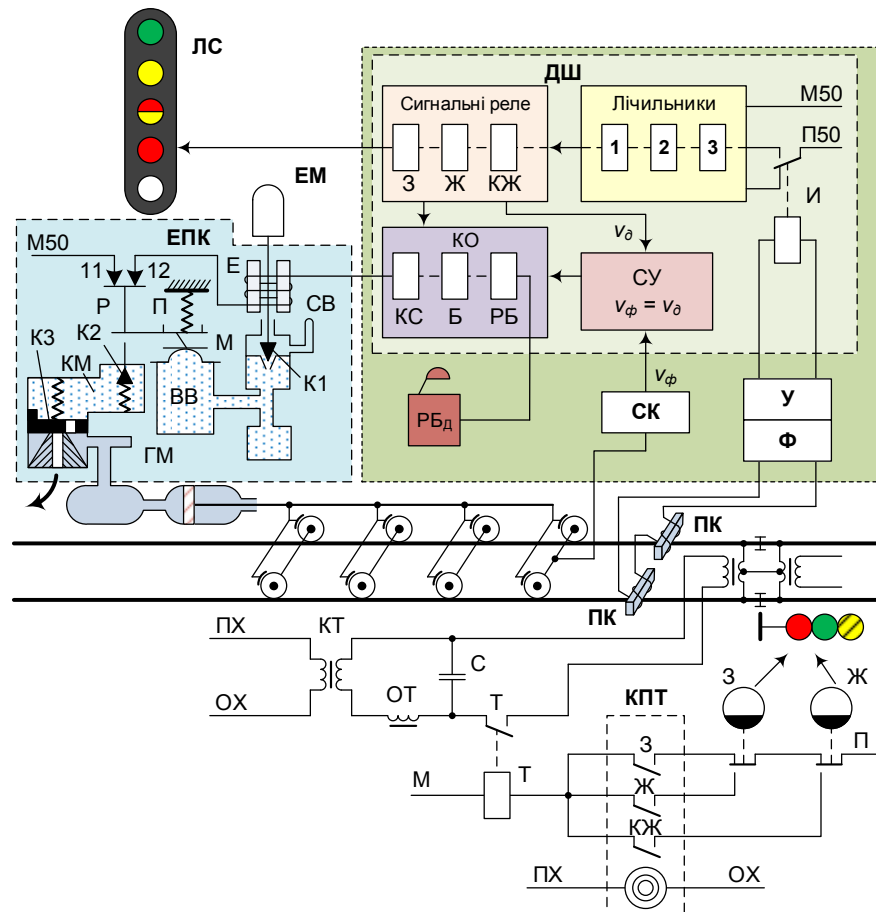 ЛС
ДШ
Сигнальні реле
Лічильники
М50
П50
1 2 3
З Ж КЖ
И
ЕМ
ЕПК
М50
11 12
Е
КО
КС Б РБ
vд
СУ
vф = vд
Р П
СВ
К3 К2
КМ
М
К1
ВВ
vф
РБд
СК
У
Ф
ГМ
ПК
ПК
ПХ КТ
С
ОХ
ОТ
Т
КПТ
З Ж
З
П
М
Т
Ж
КЖ
ПХ ОХ